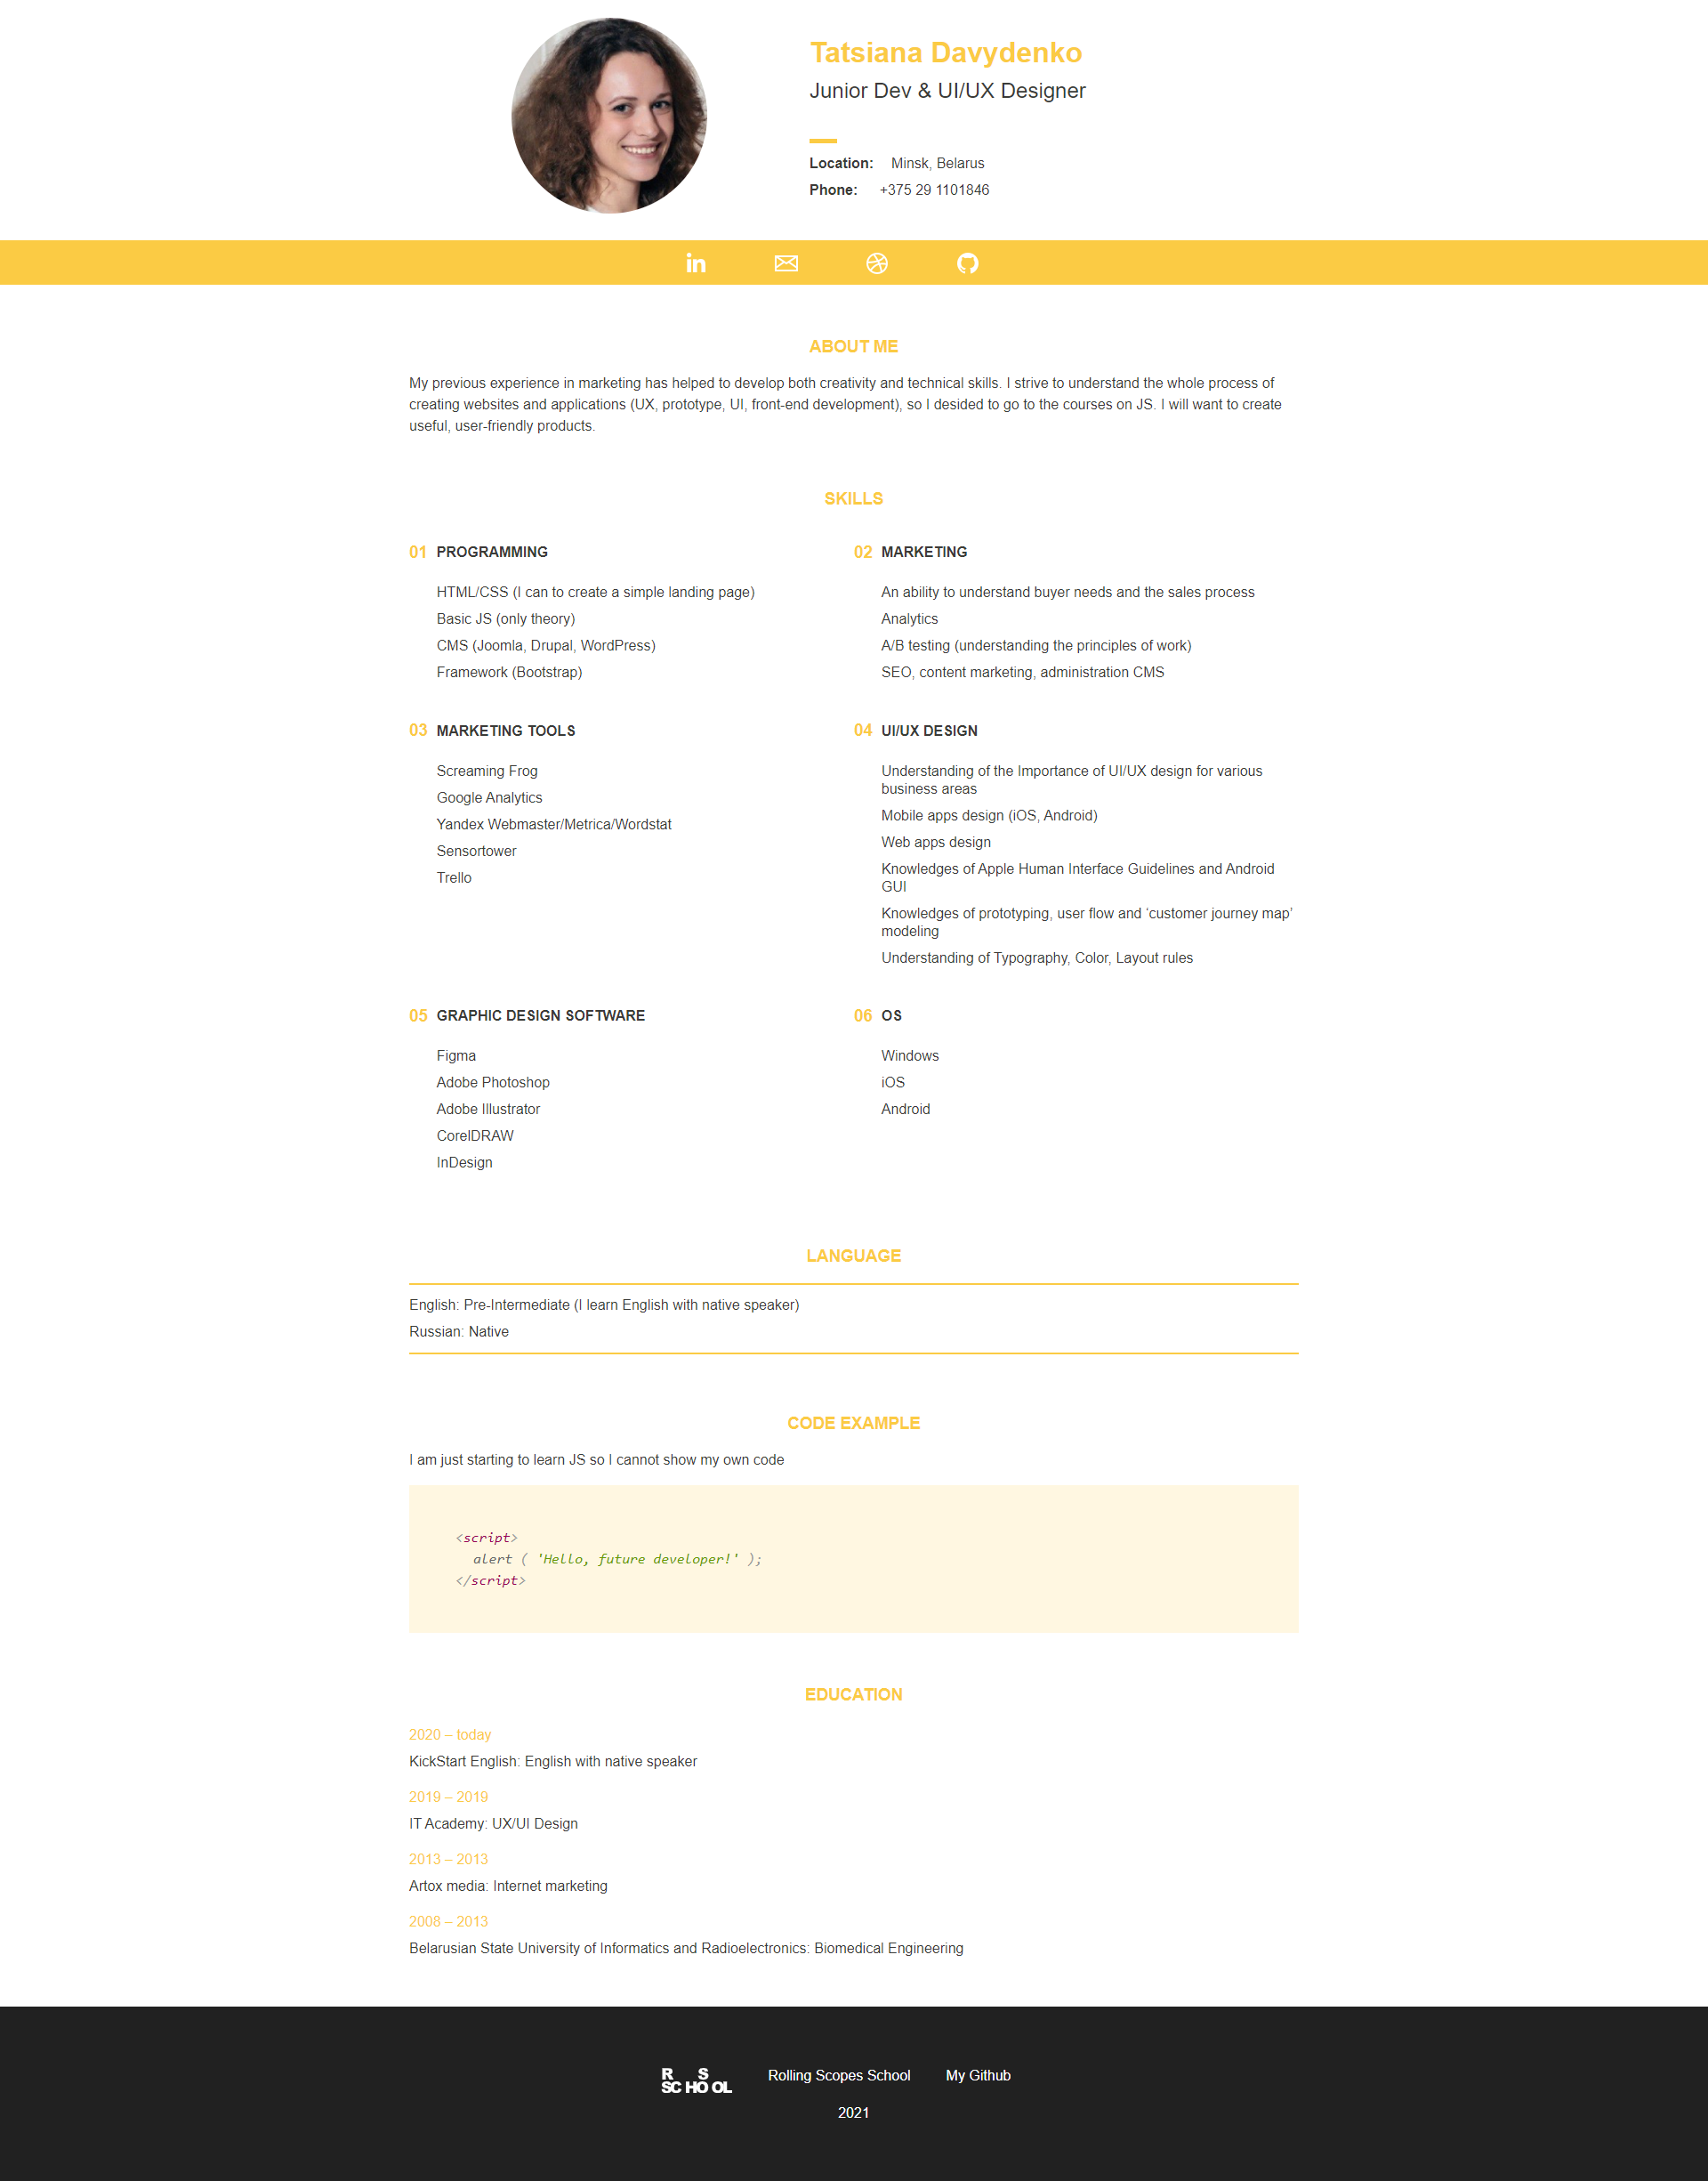 Tatsiana Davydenko
Junior Dev & UI/UX Designer
Location: Minsk, Belarus
Phone: +375 29 1101846
in
ABOUT ME
My previous experience in marketing has helped to develop both creativity and technical skills. I strive to understand the whole process of
creating websites and applications (UX, prototype, UI, front-end development), so I desided to go to the courses on JS. I will want to create
useful, user-friendly products.
SKILLS
01 PROGRAMMING
HTML/CSS (I can to create a simple landing page)
Basic JS (only theory)
CMS (Joomla, Drupal, WordPress)
Framework (Bootstrap)
02 MARKETING
An ability to understand buyer needs and the sales process
Analytics
A/B testing (understanding the principles of work)
SEO, content marketing, administration CMS
03 MARKETING TOOLS
Screaming Frog
Google Analytics
Yandex Webmaster/Metrica/Wordstat
Sensortower
Trello
04 UI/UX DESIGN
Understanding of the Importance of UI/UX design for various
business areas
Mobile apps design (iOS, Android)
Web apps design
Knowledges of Apple Human Interface Guidelines and Android
GUI
Knowledges of prototyping, user flow and ‘customer journey map’
modeling
Understanding of Typography, Color, Layout rules
05 GRAPHIC DESIGN SOFTWARE
Figma
Adobe Photoshop
Adobe Illustrator
CorelDRAW
InDesign
06 OS
Windows
iOS
Android
LANGUAGE
English: Pre-Intermediate (I learn English with native speaker)
Russian: Native
CODE EXAMPLE
I am just starting to learn JS so I cannot show my own code
<script>
alert ( 'Hello, future developer!' );
</script>
EDUCATION
2020 – today
KickStart English: English with native speaker
2019 – 2019
IT Academy: UX/UI Design
2013 – 2013
Artox media: Internet marketing
2008 – 2013
Belarusian State University of Informatics and Radioelectronics: Biomedical Engineering
R S
SCHOOL
Rolling Scopes School
My Github
2021